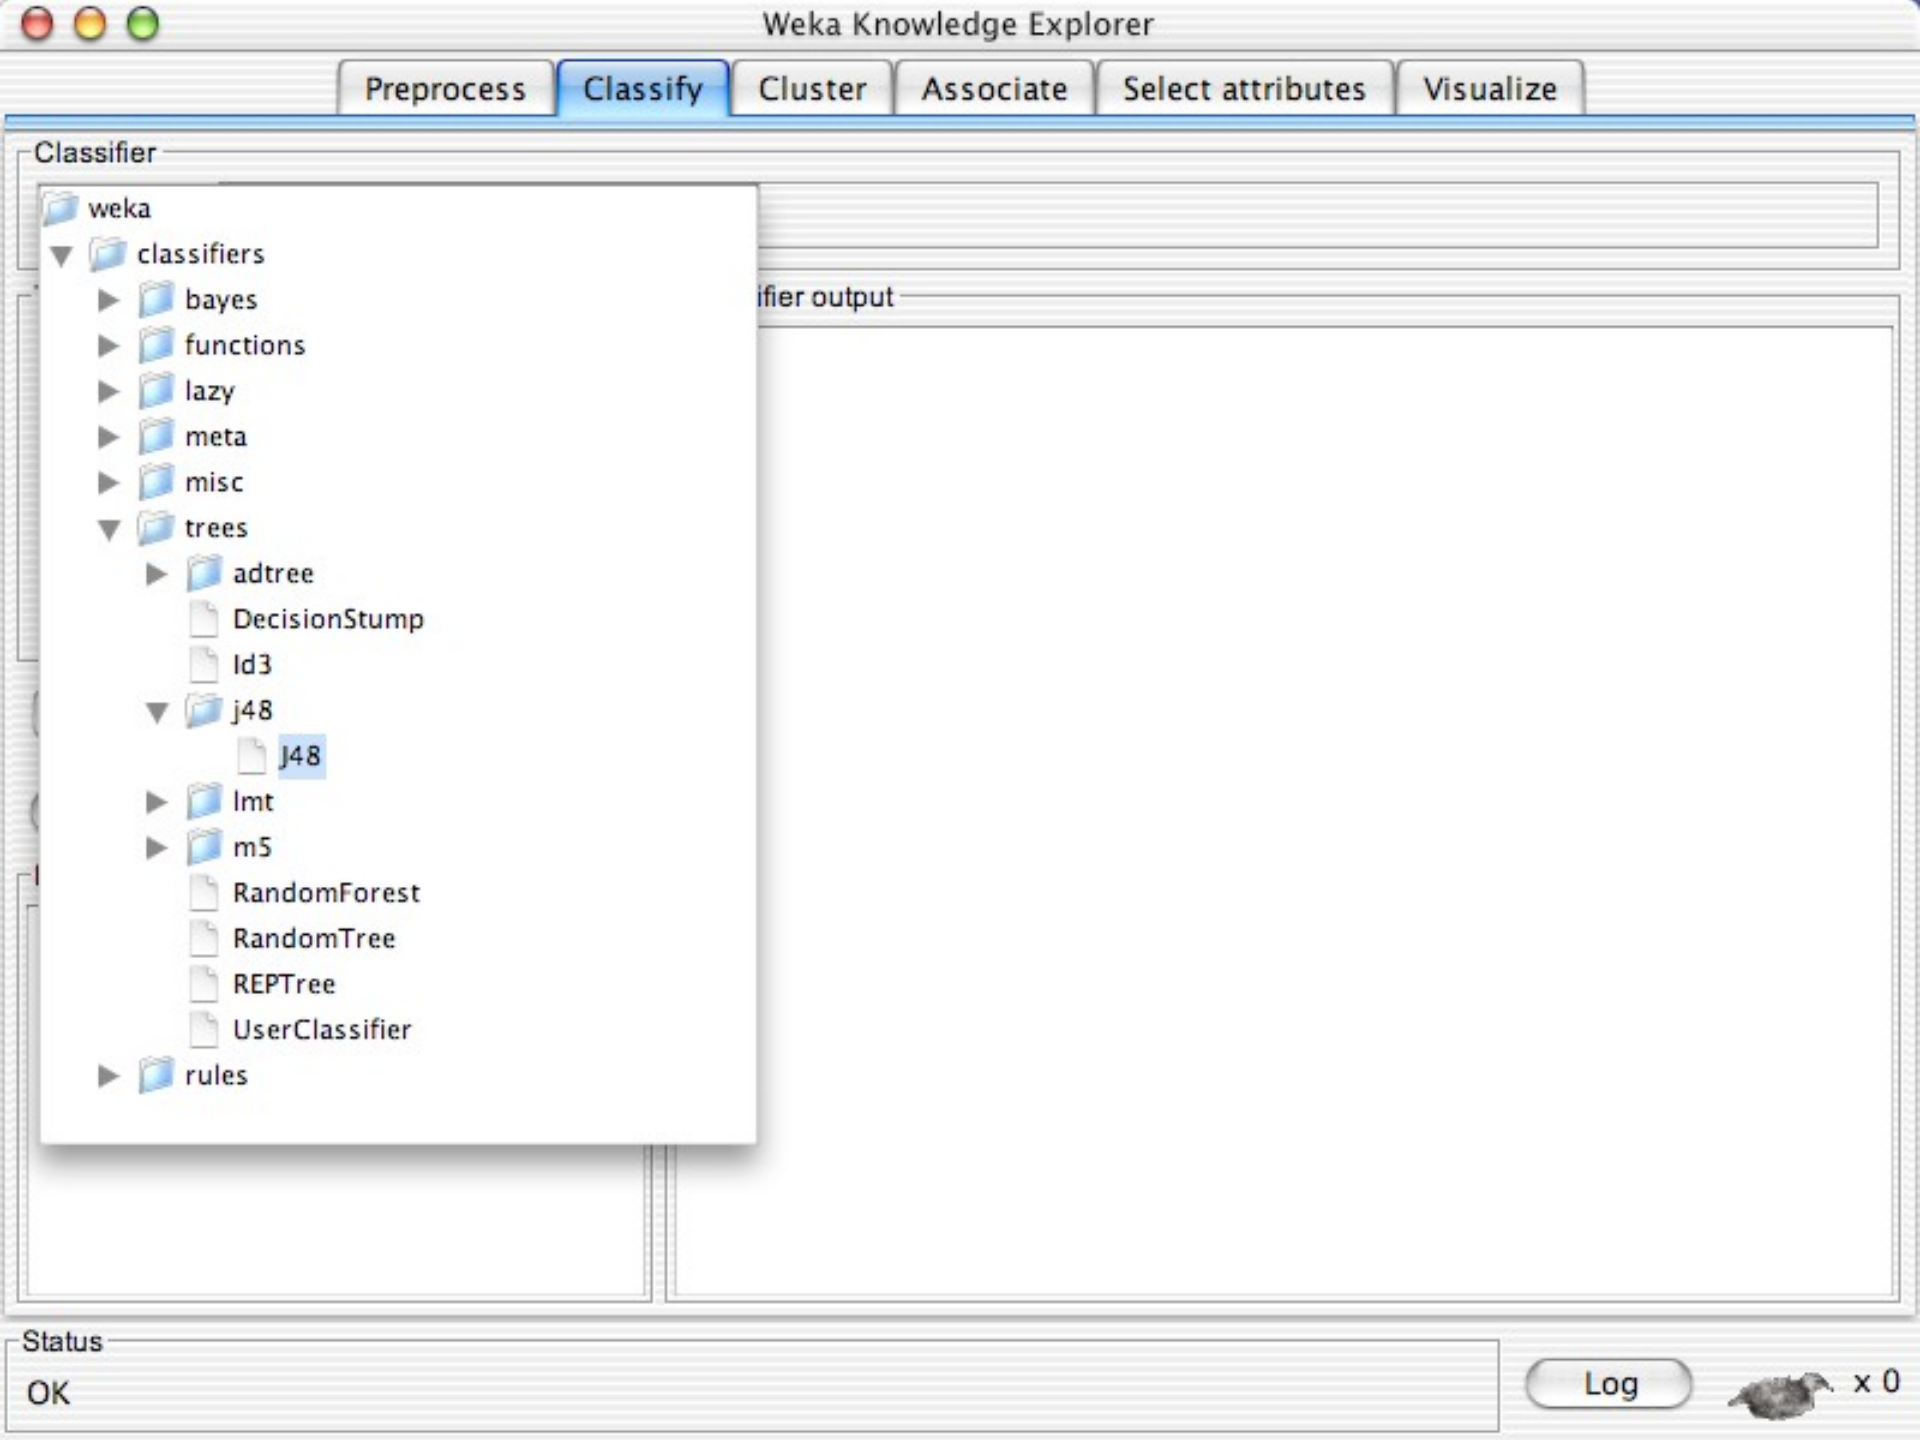 Weka Knowledge Explorer
Preprocess Classify Cluster Associate Select attributes Visualize
Classifier
weka
classifiers
bayes
ifier output
functions
lazy
meta
misc
trees
adtree
DecisionStump
Id3
j48
J48
lmt
m5
RandomForest
RandomTree
REPTree
UserClassifier
rules
Status
OK
Log
x 0